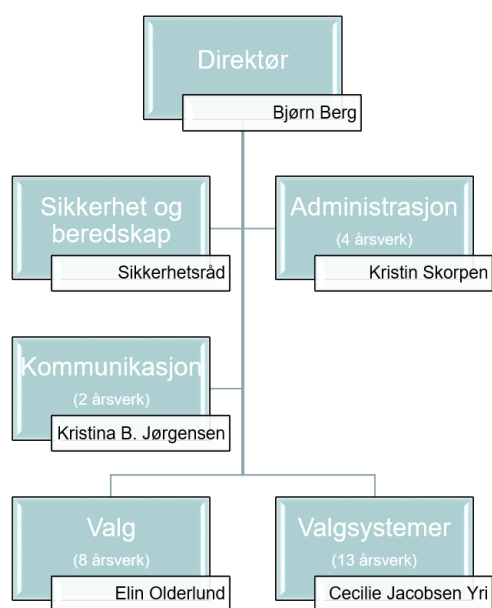 Direktør
Bjørn Berg
Sikkerhet og
beredskap
Sikkerhetsråd
Administrasjon
(4 årsverk)
Kristin Skorpen
Kommunikasjon
(2 årsverk)
Kristina B. Jørgensen
Valg
(8 årsverk)
Elin Olderlund
Valgsystemer
(13 årsverk)
Cecilie Jacobsen Yri